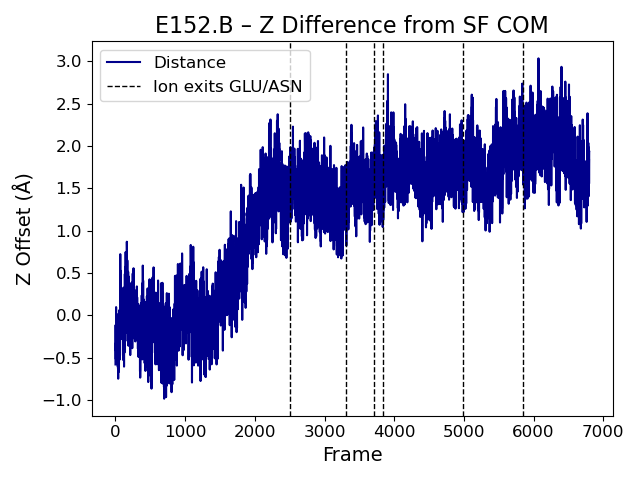 E152.B – Z Difference from SF COM
Distance
Ion exits GLU/ASN
Z Offset (Å)
3.0
2.5
2.0
1.5
1.0
0.5
0.0
−0.5
−1.0
0 1000 2000 3000 4000 5000 6000 7000
Frame